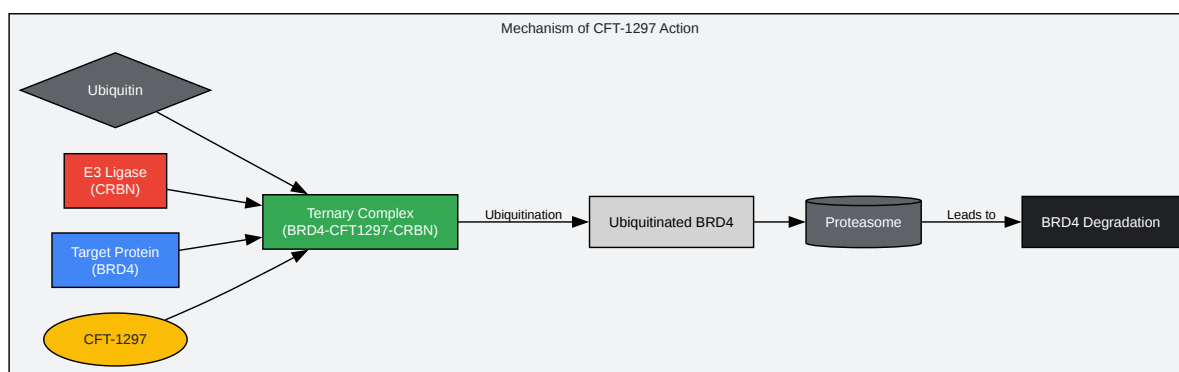 Mechanism of CFT-1297 Action
Ubiquitin
E3 Ligase
(CRBN)
Target Protein
(BRD4)
CFT-1297
Ternary Complex
(BRD4-CFT1297-CRBN)
Ubiquitination
Ubiquitinated BRD4
Proteasome
Leads to
BRD4 Degradation